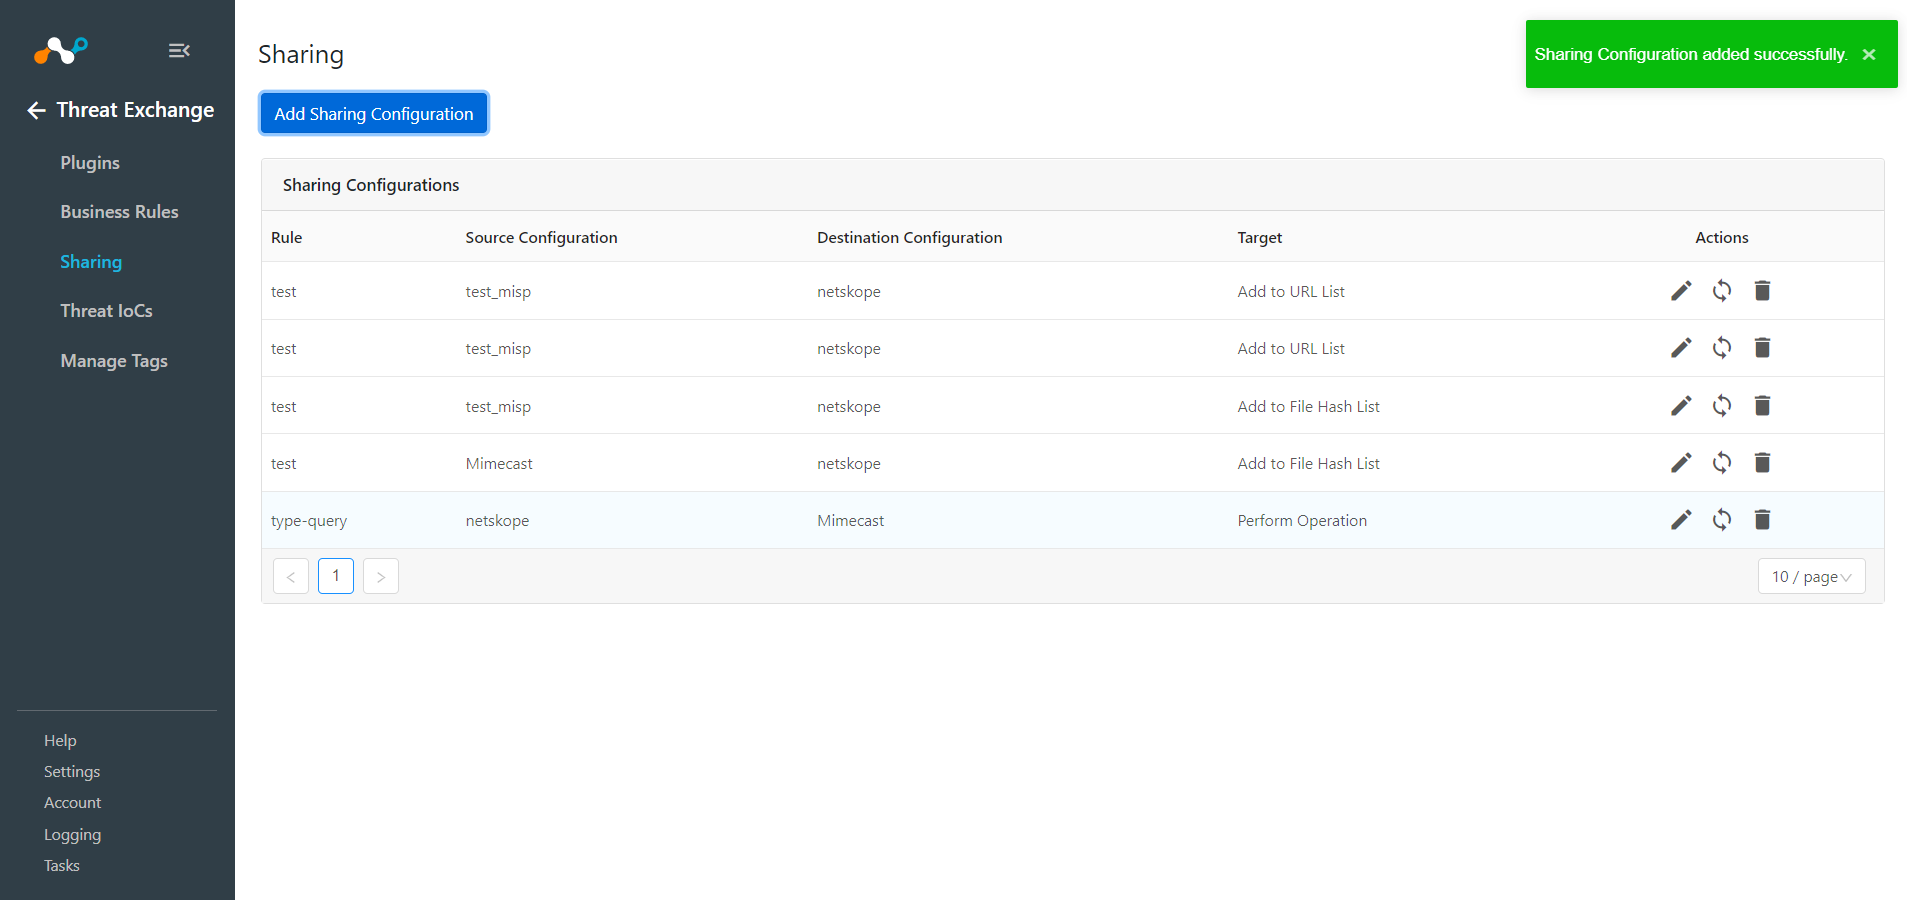 Threat Exchange
Plugins
Business Rules
Sharing
Threat IoCs
Manage Tags
Help
Settings
Account
Logging
Tasks
Sharing
Sharing Configuration added successfully. ×
Add Sharing Configuration
Sharing Configurations
Rule Source Configuration Destination Configuration Target Actions
test test_misp netskope Add to URL List
test test_misp netskope Add to URL List
test test_misp netskope Add to File Hash List
test Mimecast netskope Add to File Hash List
type-query netskope Mimecast Perform Operation
< 1 > 10 / page